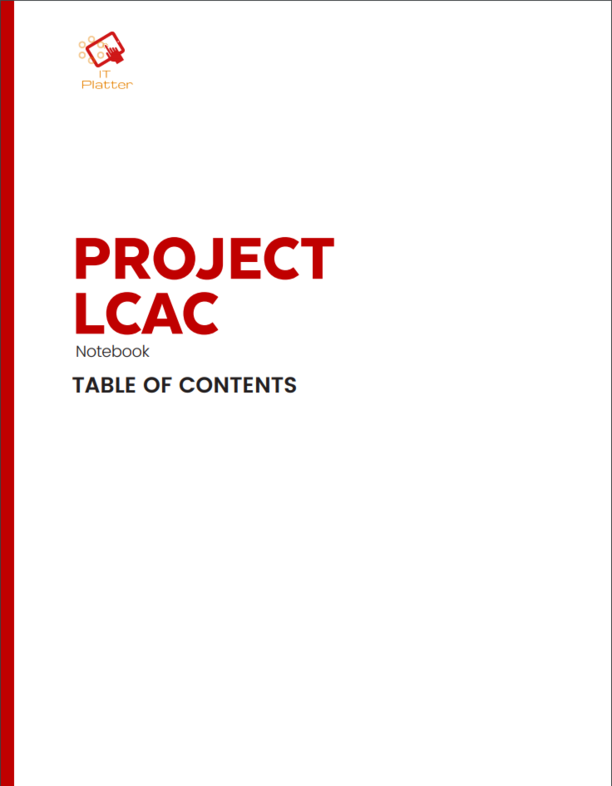 IT
Platter
PROJECT
LCAC
Notebook
TABLE OF CONTENTS